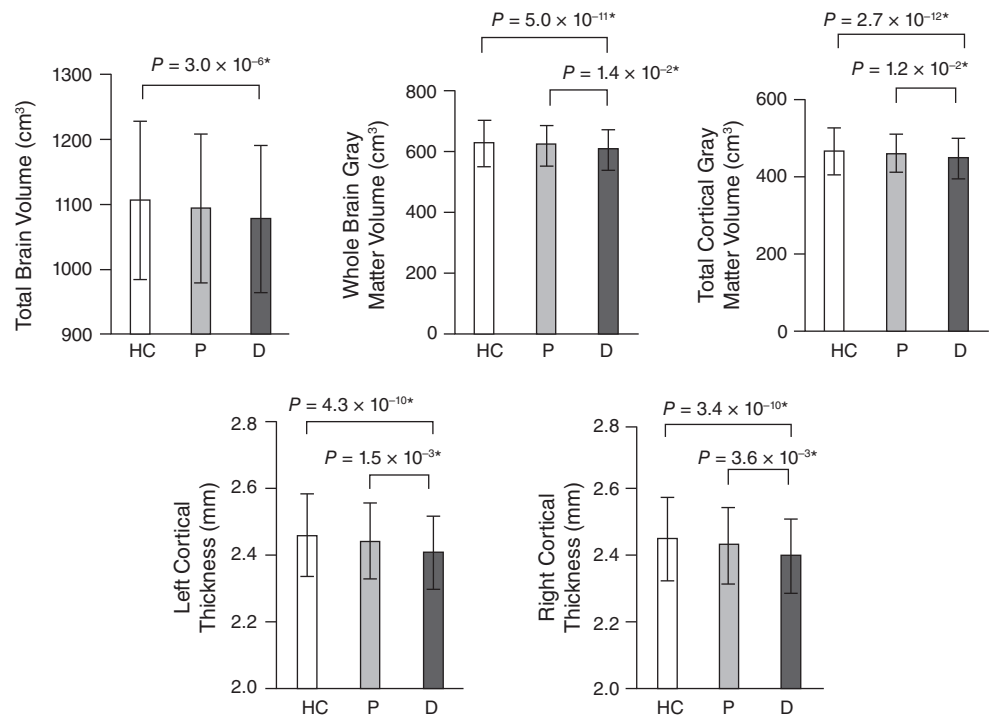 P = 3.0 × 10⁻⁶*
Total Brain Volume (cm³)
1300
1200
1100
1000
900
HC P D
P = 5.0 × 10⁻¹¹*
P = 1.4 × 10⁻²*
Whole Brain Gray
Matter Volume (cm³)
800
600
400
200
0
HC P D
P = 2.7 × 10⁻¹²*
P = 1.2 × 10⁻²*
Total Cortical Gray
Matter Volume (cm³)
600
400
200
0
HC P D
P = 4.3 × 10⁻¹⁰*
P = 1.5 × 10⁻³*
Left Cortical
Thickness (mm)
2.8
2.6
2.4
2.2
2.0
HC P D
P = 3.4 × 10⁻¹⁰*
P = 3.6 × 10⁻³*
Right Cortical
Thickness (mm)
2.8
2.6
2.4
2.2
2.0
HC P D